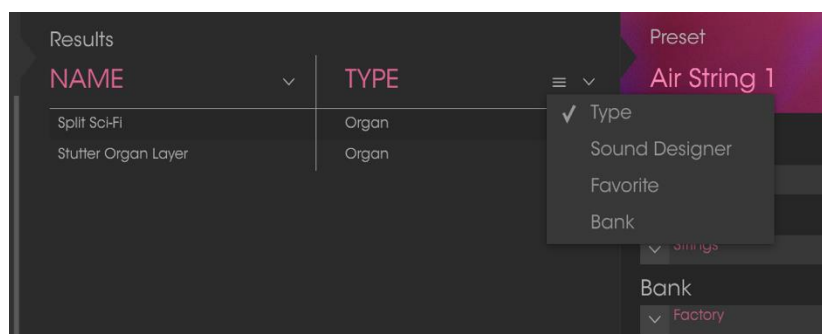 Results
NAME
TYPE
Split Sci-Fi
Organ
Stutter Organ Layer
Organ
Type
Sound Designer
Favorite
Bank
Preset
Air String 1
Strings
Bank
Factory